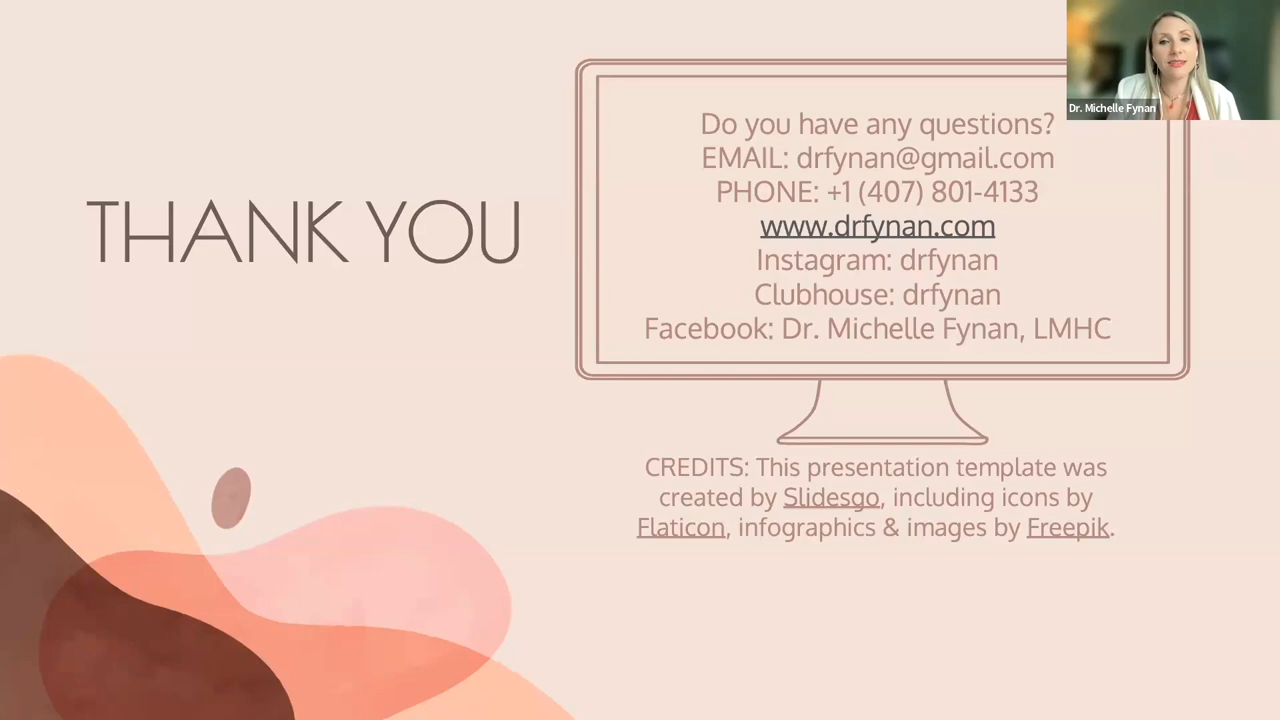 Dr. Michelle Fynan
THANK YOU
Do you have any questions?
EMAIL: drfynan@gmail.com
PHONE: +1 (407) 801-4133
www.drfynan.com
Instagram: drfynan
Clubhouse: drfynan
Facebook: Dr. Michelle Fynan, LMHC
CREDITS: This presentation template was
created by Slidesgo, including icons by
Flaticon, infographics & images by Freepik.